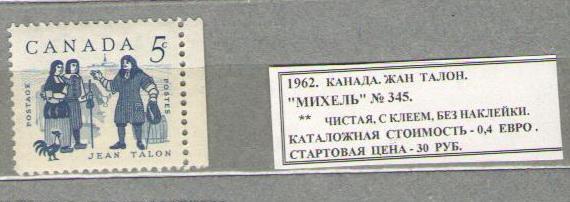 CANADA 5c
POSTAGE
POSTES
JEAN TALON
1962. КАНАДА. ЖАН ТАЛОН.
"МИХЕЛЬ" № 345.
** ЧИСТАЯ, С КЛЕЕМ, БЕЗ НАКЛЕЙКИ.
КАТАЛОЖНАЯ СТОИМОСТЬ - 0,4 ЕВРО .
СТАРТОВАЯ ЦЕНА - 30 РУБ.